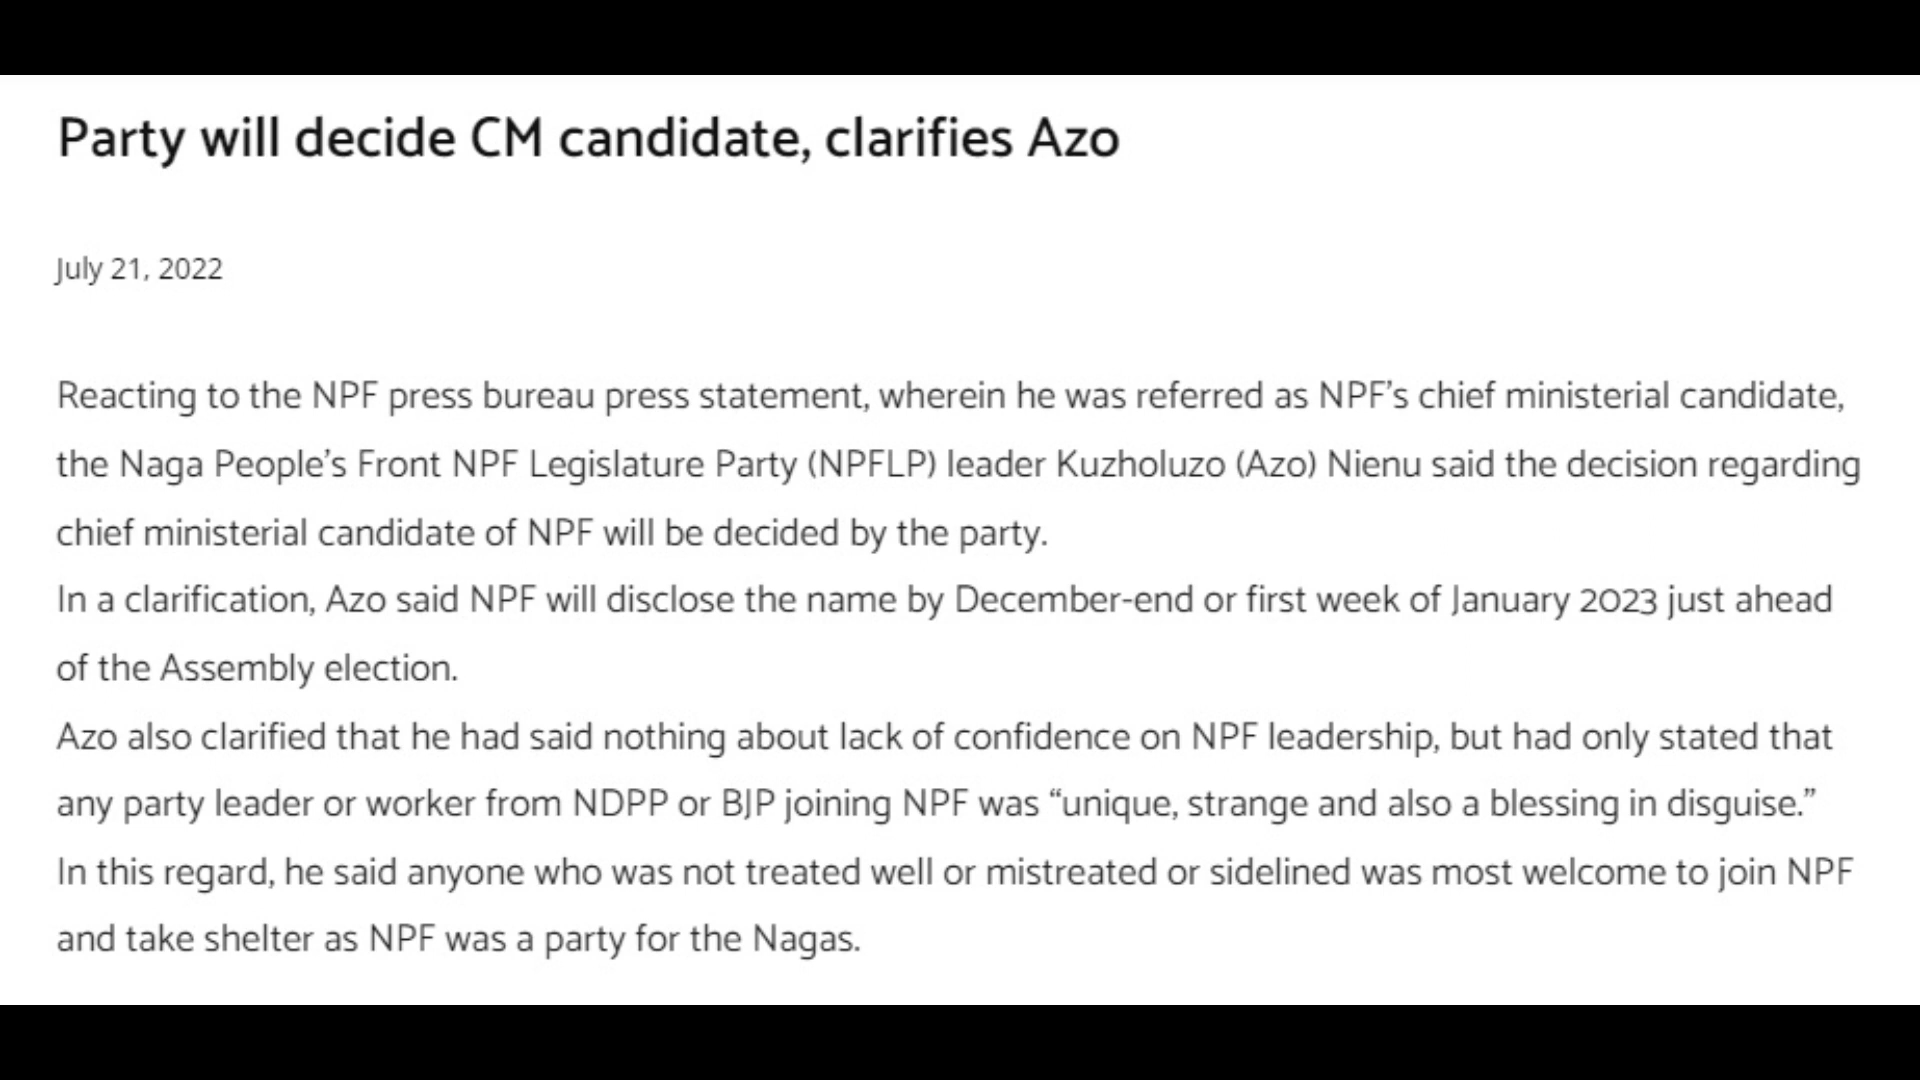 Party will decide CM candidate, clarifies Azo
July 21, 2022
Reacting to the NPF press bureau press statement, wherein he was referred as NPF’s chief ministerial candidate,
the Naga People’s Front NPF Legislature Party (NPFLP) leader Kuzholuzo (Azo) Nienu said the decision regarding
chief ministerial candidate of NPF will be decided by the party.
In a clarification, Azo said NPF will disclose the name by December-end or first week of January 2023 just ahead
of the Assembly election.
Azo also clarified that he had said nothing about lack of confidence on NPF leadership, but had only stated that
any party leader or worker from NDPP or BJP joining NPF was “unique, strange and also a blessing in disguise.”
In this regard, he said anyone who was not treated well or mistreated or sidelined was most welcome to join NPF
and take shelter as NPF was a party for the Nagas.